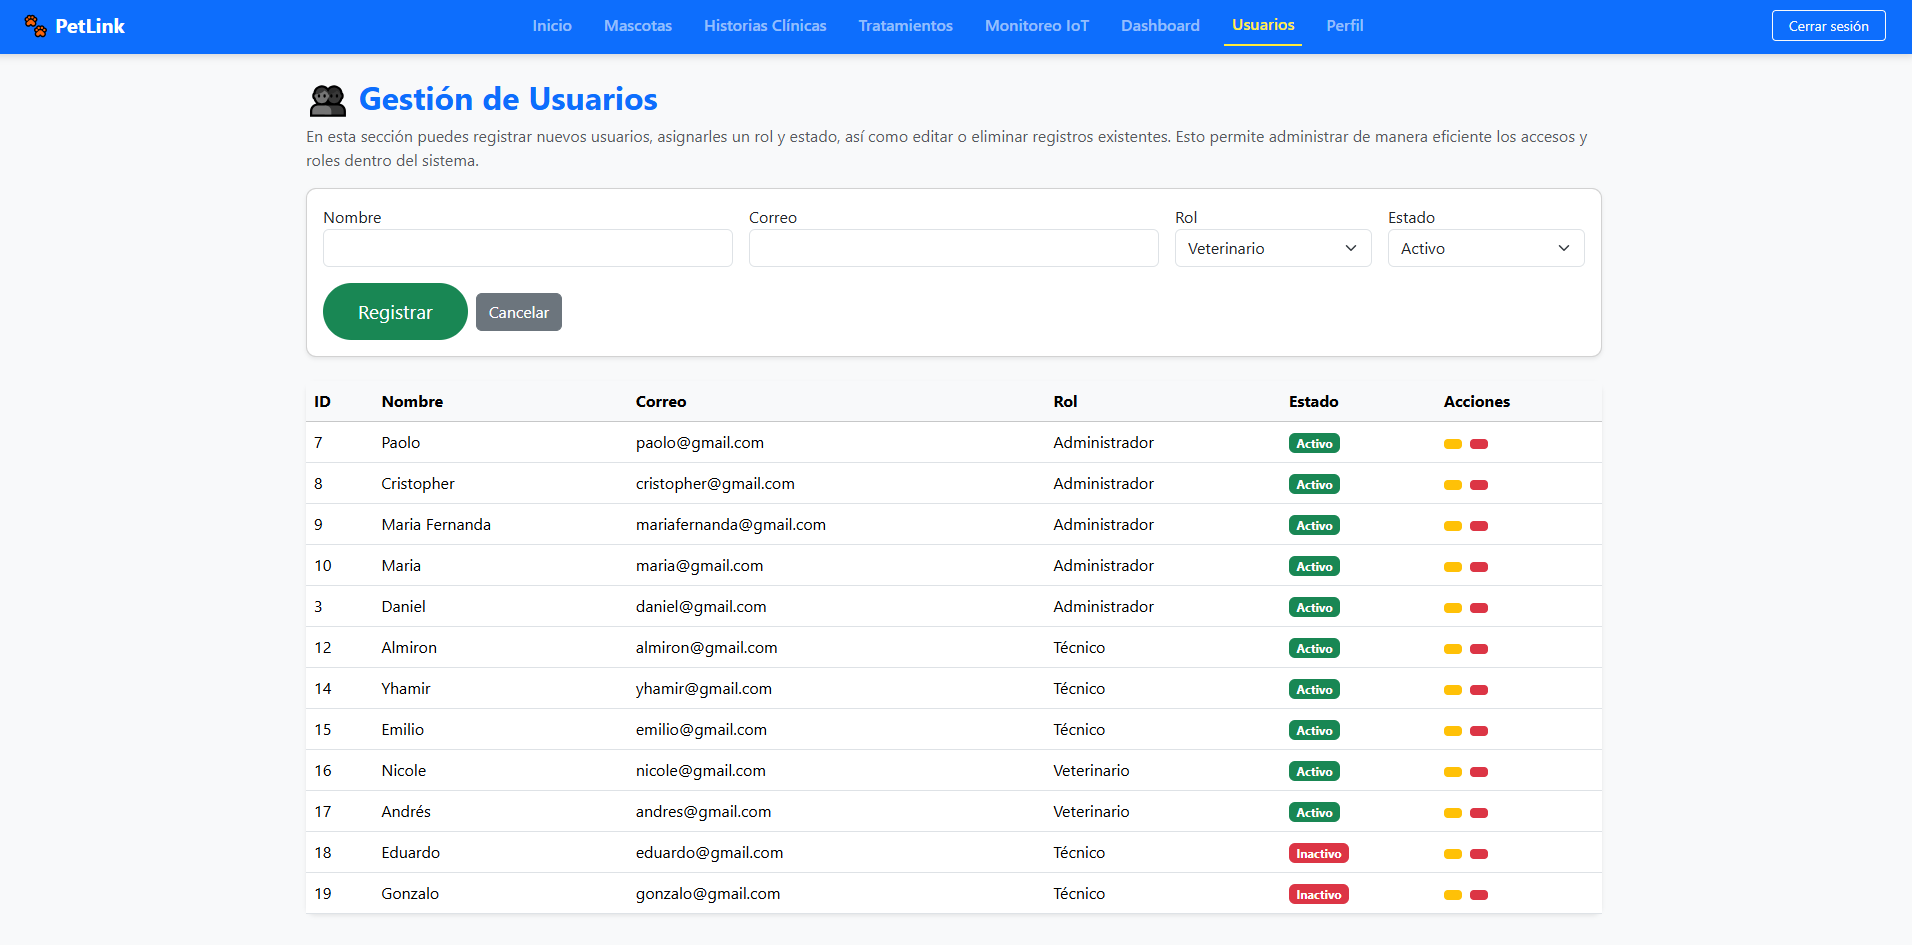 PetLink Inicio Mascotas Historias Clínicas Tratamientos Monitoreo IoT Dashboard Usuarios Perfil Cerrar sesión
Gestión de Usuarios
En esta sección puedes registrar nuevos usuarios, asignarles un rol y estado, así como editar o eliminar registros existentes. Esto permite administrar de manera eficiente los accesos y
roles dentro del sistema.
Nombre Correo Rol Estado
Veterinario Activo
Registrar Cancelar
ID Nombre Correo Rol Estado Acciones
7 Paolo paolo@gmail.com Administrador Activo
8 Cristopher cristopher@gmail.com Administrador Activo
9 Maria Fernanda mariafernanda@gmail.com Administrador Activo
10 Maria maria@gmail.com Administrador Activo
3 Daniel daniel@gmail.com Administrador Activo
12 Almiron almiron@gmail.com Técnico Activo
14 Yhamir yhamir@gmail.com Técnico Activo
15 Emilio emilio@gmail.com Técnico Activo
16 Nicole nicole@gmail.com Veterinario Activo
17 Andrés andres@gmail.com Veterinario Activo
18 Eduardo eduardo@gmail.com Técnico Inactivo
19 Gonzalo gonzalo@gmail.com Técnico Inactivo